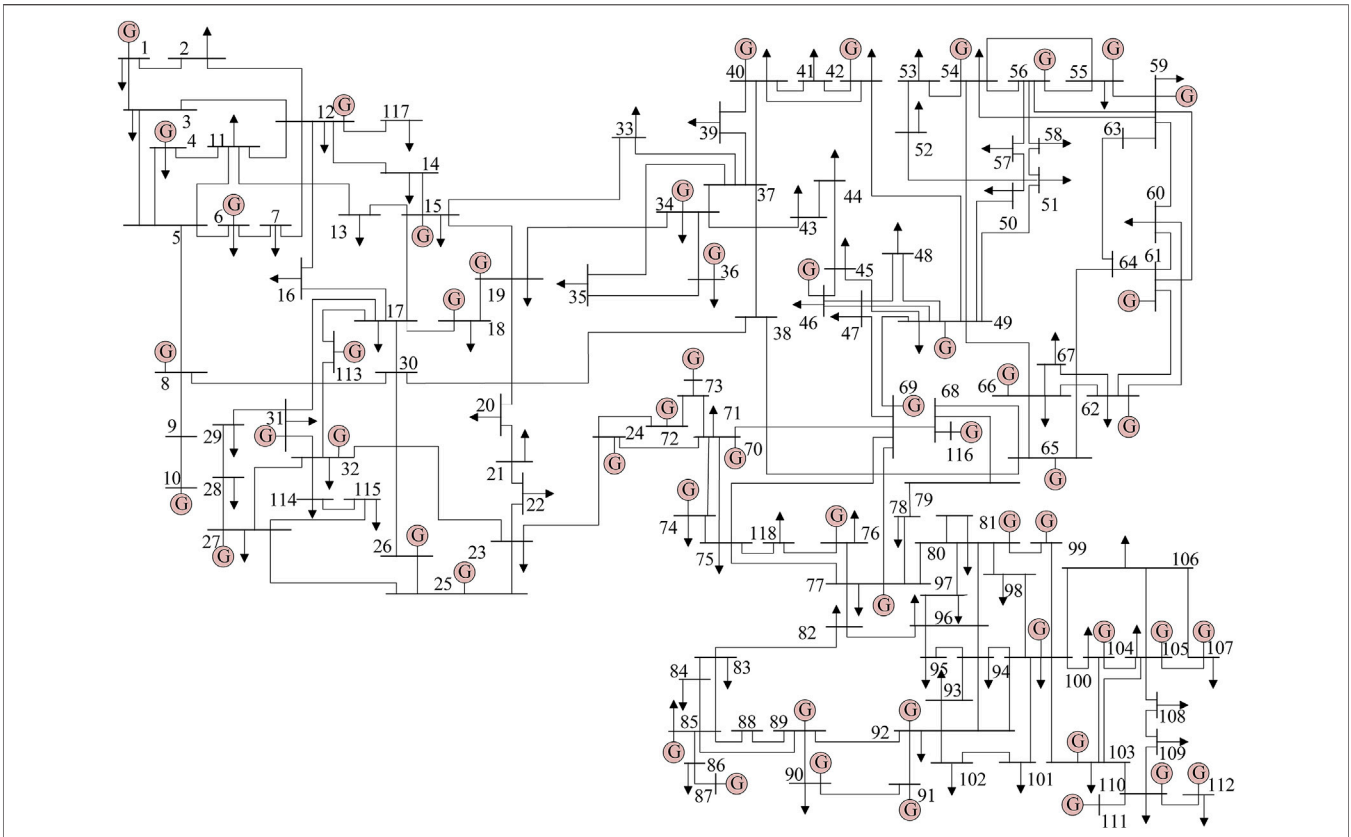 G G G G G G
1 2 40 41 42 53 54 56 55 59
G
3 12 117 33 G
G
4 11 39 63 58
52 57
14 44 51
G
6 7 13 15 34 37 43 60
G G
5 50
16 G G G 45 48 64 61
19 36 G
35 46 47 G
17 G 38 49
18 G
G 113 G 30 67
8 G 69 68 66 G
73 G
31 20 71 62
9 29 G G 24 72 70 116 G G
32 21 G G 65
10 28 114 115 22 G 79 G
G 78
27 26 G 23 74 118 G 76 81 G G
G 75 80 99
25 G 77 97 98 106
G
82 96 G G G G
84 83 95 94 100 104 105 107
93
85 88 89 G 92 G 108
G
86 90 G 102 101 G 103 109
87 G 91 110 G G 112
G G 111